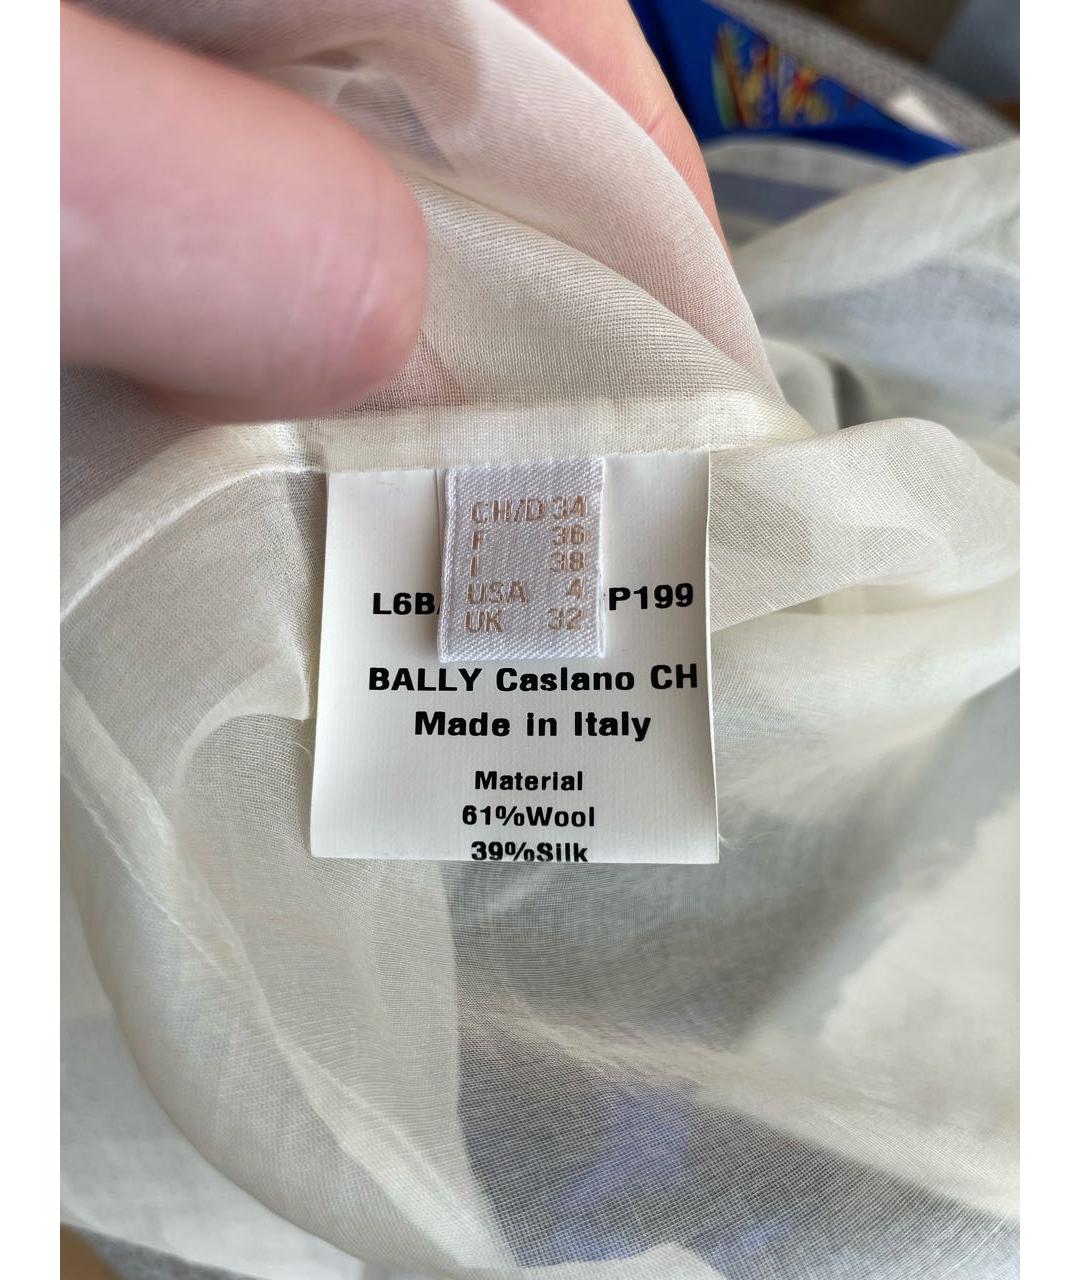 CH/D 34
F 36
I 38
USA 4
UK 32
L6B P199
BALLY Caslano CH
Made in Italy
Material
61%Wool
39%Silk